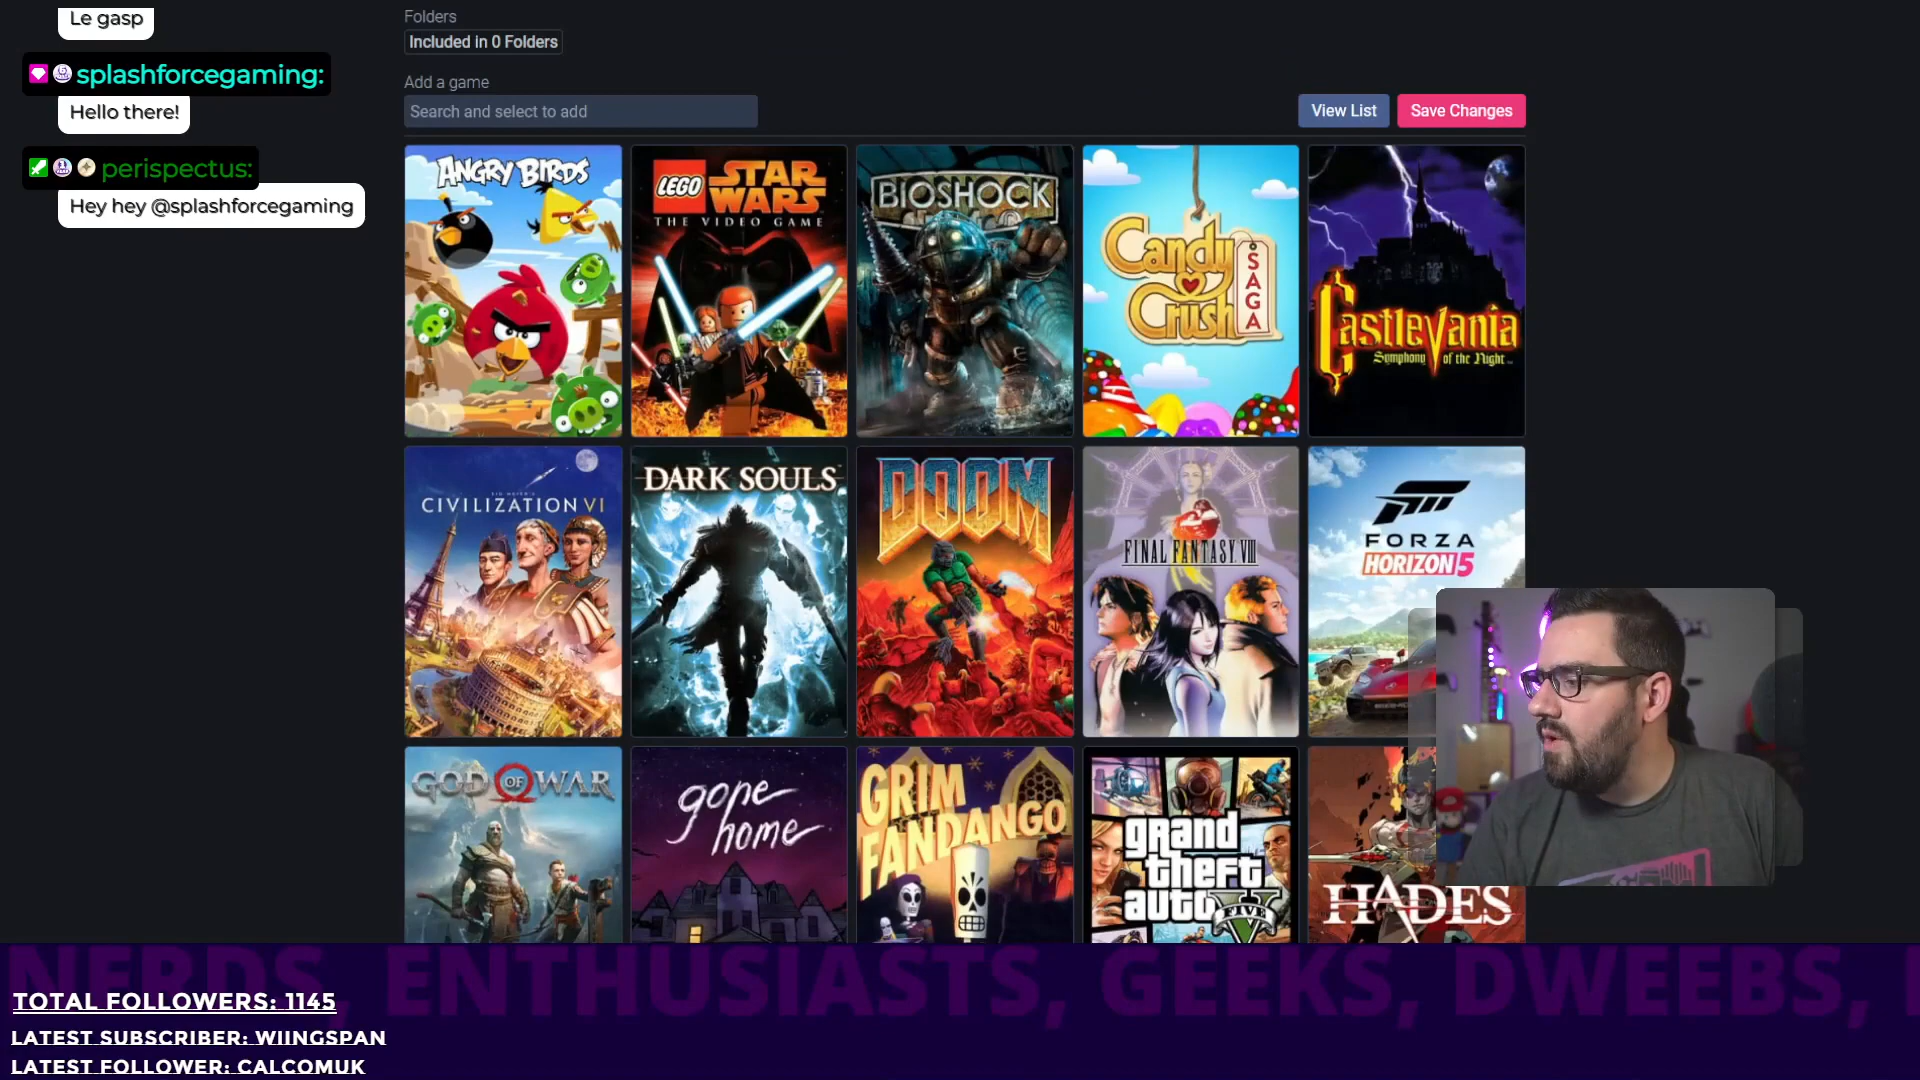 Le gasp
splashforcegaming:
Hello there!
perispectus:
Hey hey @splashforcegaming
Folders
Included in 0 Folders
Add a game
Search and select to add
View List
Save Changes
ANGRY BIRDS
LEGO STAR WARS
THE VIDEO GAME
BIOSHOCK
Candy Crush SAGA
Castlevania
Symphony of the Night
SID MEIER'S
CIVILIZATION VI
DARK SOULS
DOOM
FINAL FANTASY VIII
FORZA
HORIZON 5
GOD OF WAR
gone home
GRIM FANDANGO
grand theft auto V
FIVE
HADES
NERDS, ENTHUSIASTS, GEEKS, DWEEBS,
TOTAL FOLLOWERS: 1145
LATEST SUBSCRIBER: WIINGSPAN
LATEST FOLLOWER: CALCOMUK